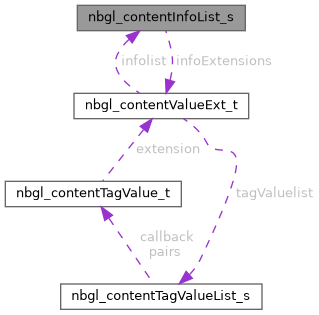 nbgl_contentInfoList_s
infolist
infoExtensions
nbgl_contentValueExt_t
extension
nbgl_contentTagValue_t
tagValuelist
callback
pairs
nbgl_contentTagValueList_s